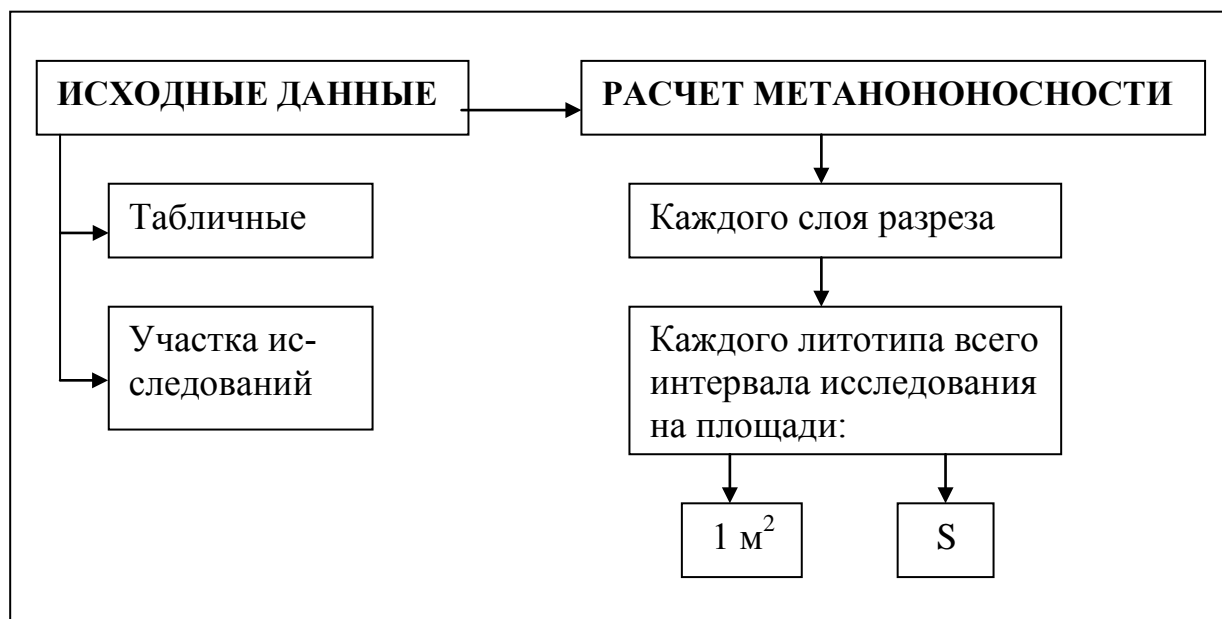 ИСХОДНЫЕ ДАННЫЕ
РАСЧЕТ МЕТАНОНОНОСНОСТИ
Табличные
Каждого слоя разреза
Участка ис-
следований
Каждого литотипа всего
интервала исследования
на площади:
1 м²
S